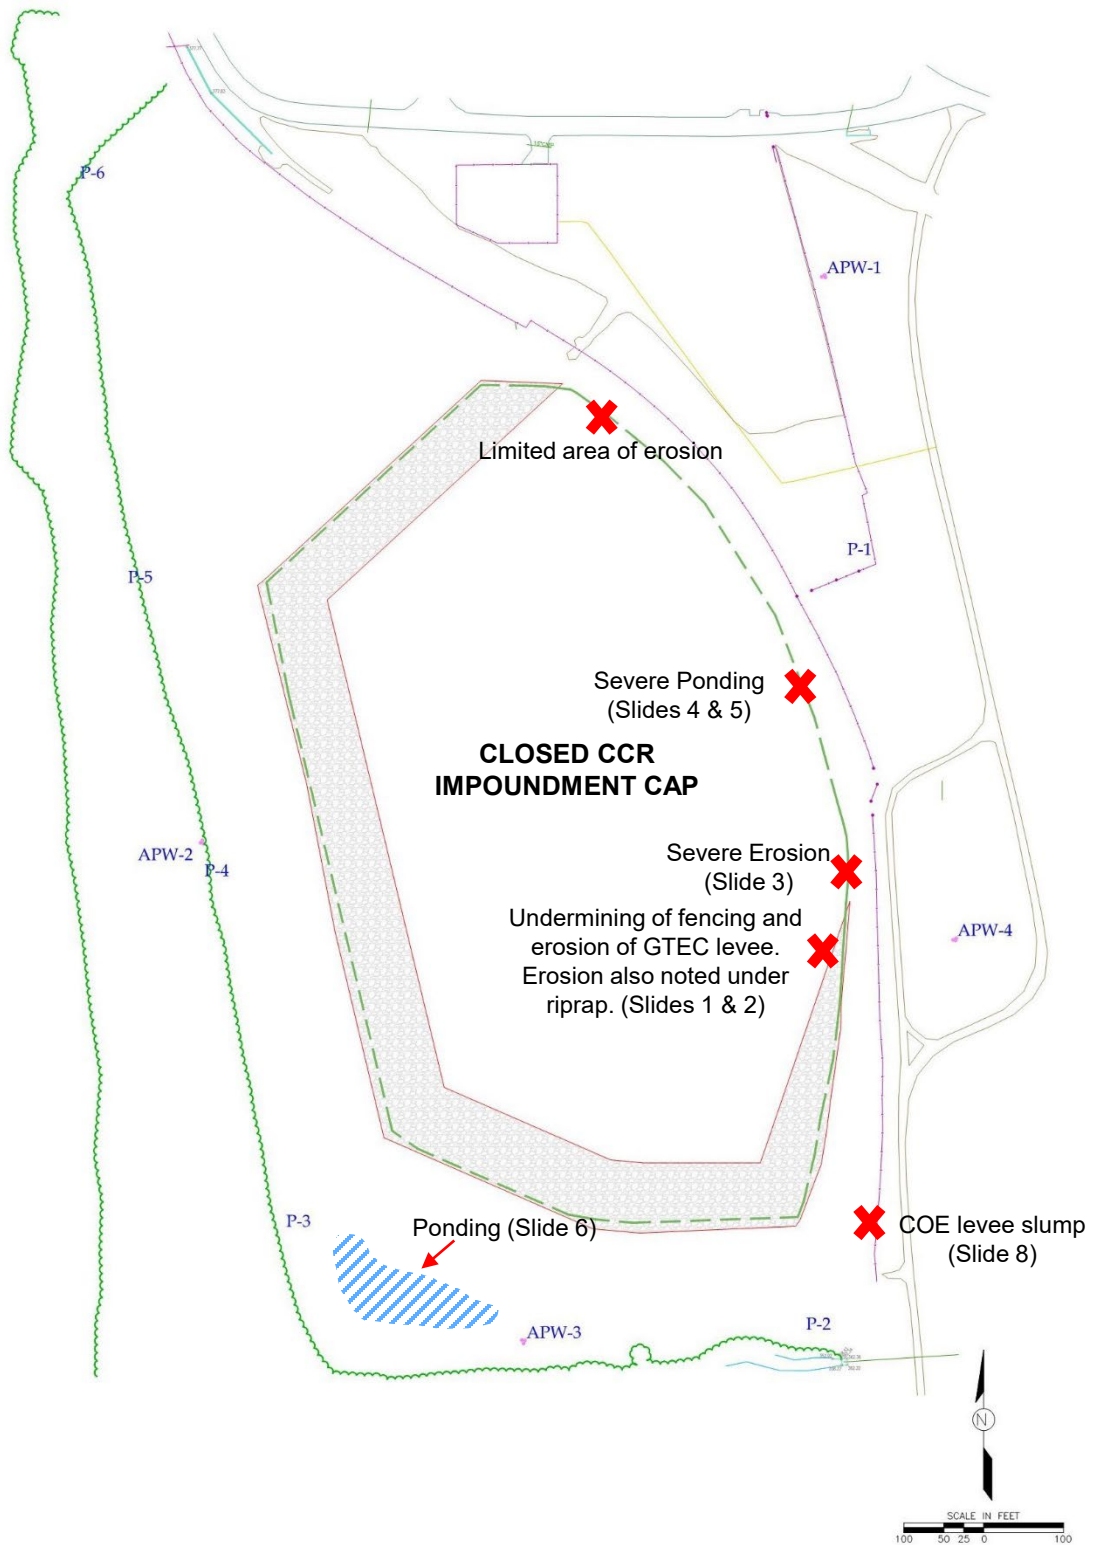 P-6
APW-1
Limited area of erosion
P-1
P-5
Severe Ponding
(Slides 4 & 5)
CLOSED CCR
IMPOUNDMENT CAP
APW-2
P-4
Severe Erosion
(Slide 3)
Undermining of fencing and
erosion of GTEC levee.
Erosion also noted under
riprap. (Slides 1 & 2)
APW-4
P-3
Ponding (Slide 6)
COE levee slump
(Slide 8)
APW-3
P-2
N
SCALE IN FEET
100 50 25 0 100